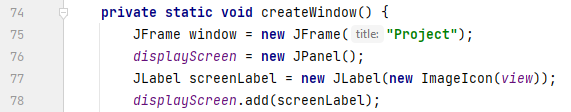 74 private static void createWindow() {
75 JFrame window = new JFrame( title: "Project");
76 displayScreen = new JPanel();
77 JLabel screenLabel = new JLabel(new ImageIcon(view));
78 displayScreen.add(screenLabel);